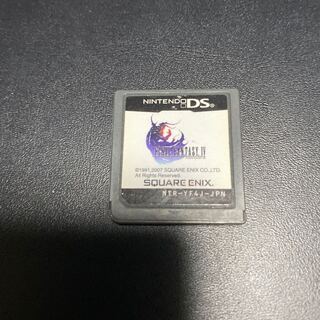 NINTENDO DS
FINAL FANTASY IV
©1991,2007 SQUARE ENIX CO.,LTD.
All Rights Reserved.
SQUARE ENIX
NTR-YF4J-JPN